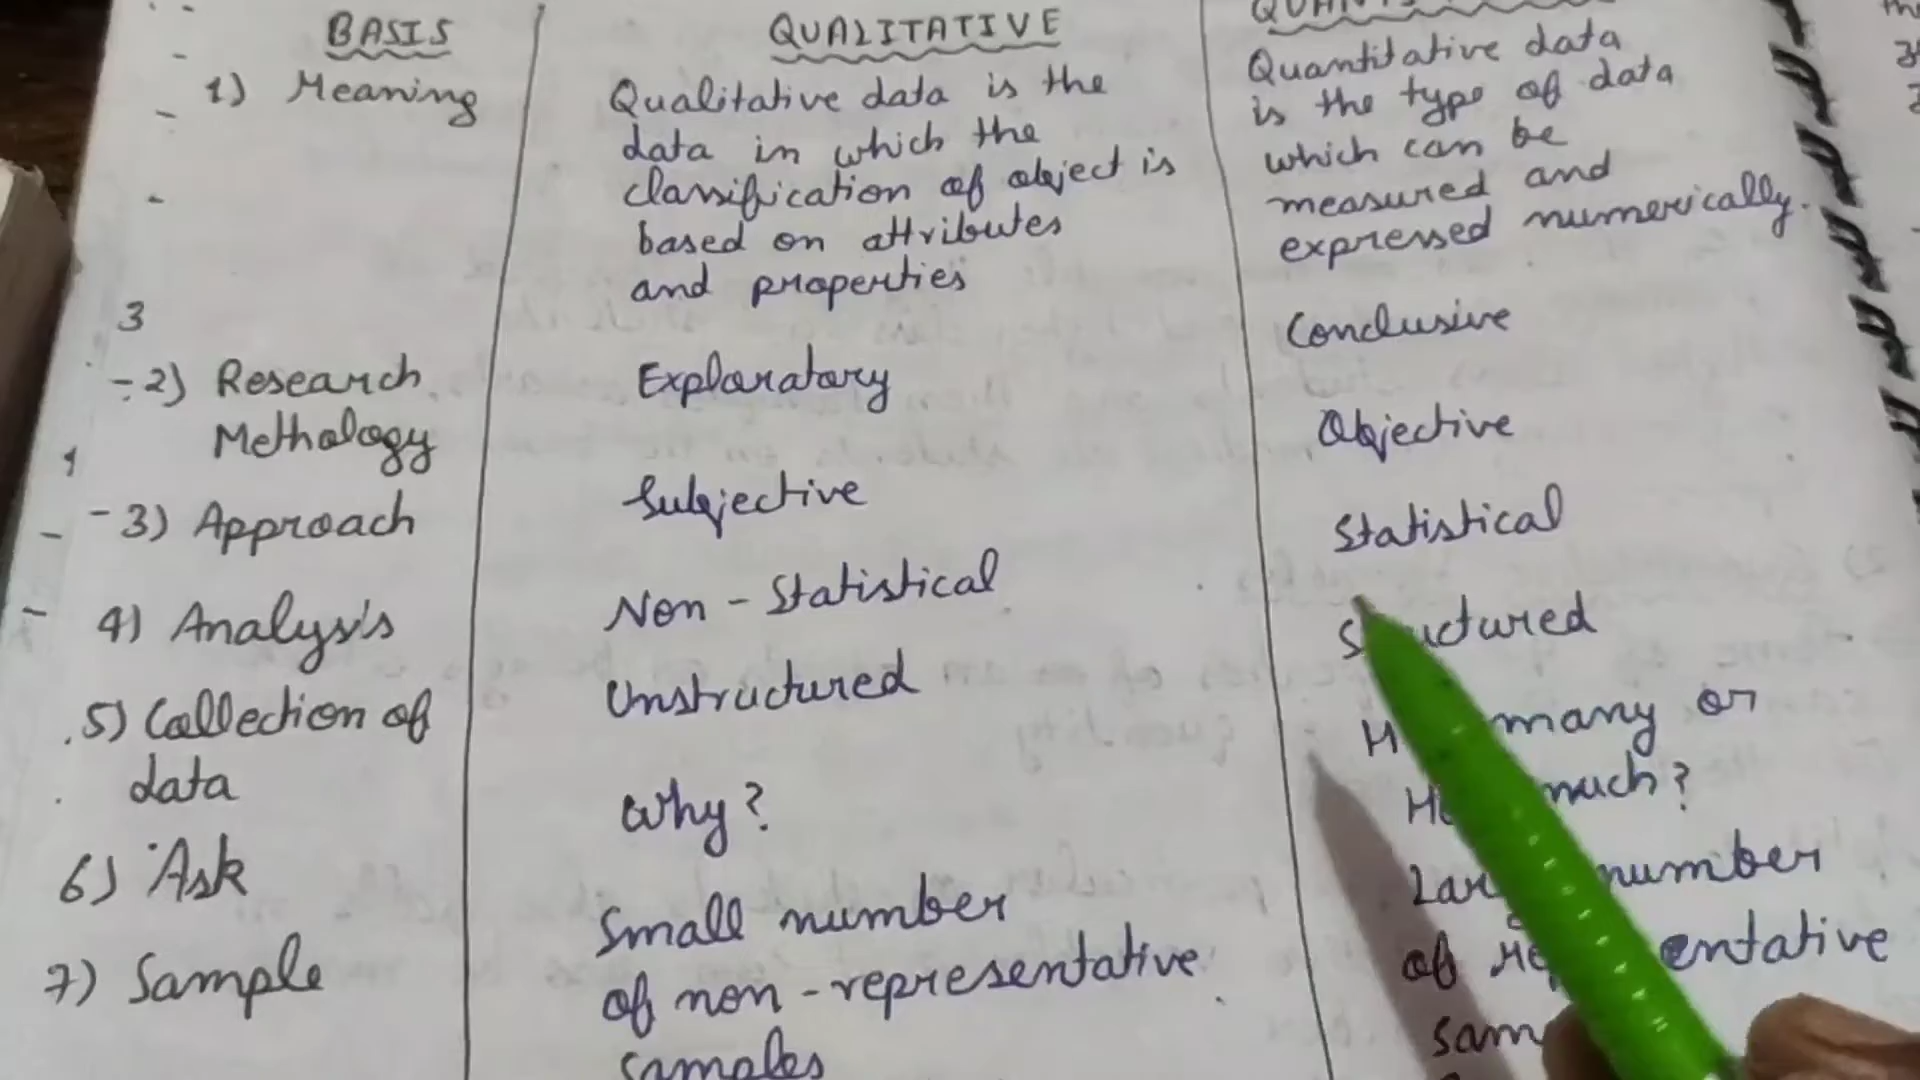 BASIS
1) Meaning
3
-2) Research
Methology
-3) Approach
4) Analysis
5) Collection of
data
6) Ask
7) Sample
QUALITATIVE
Qualitative data is the
data in which the
classification of object is
based on attributes
and properties
Exploratory
Subjective
Non - Statistical
Unstructured
Why?
Small number
of non - representative
samples
Quantitative data
is the type of data
which can be
measured and
expressed numerically.
Conclusive
Objective
Statistical
many or
much?
number
of